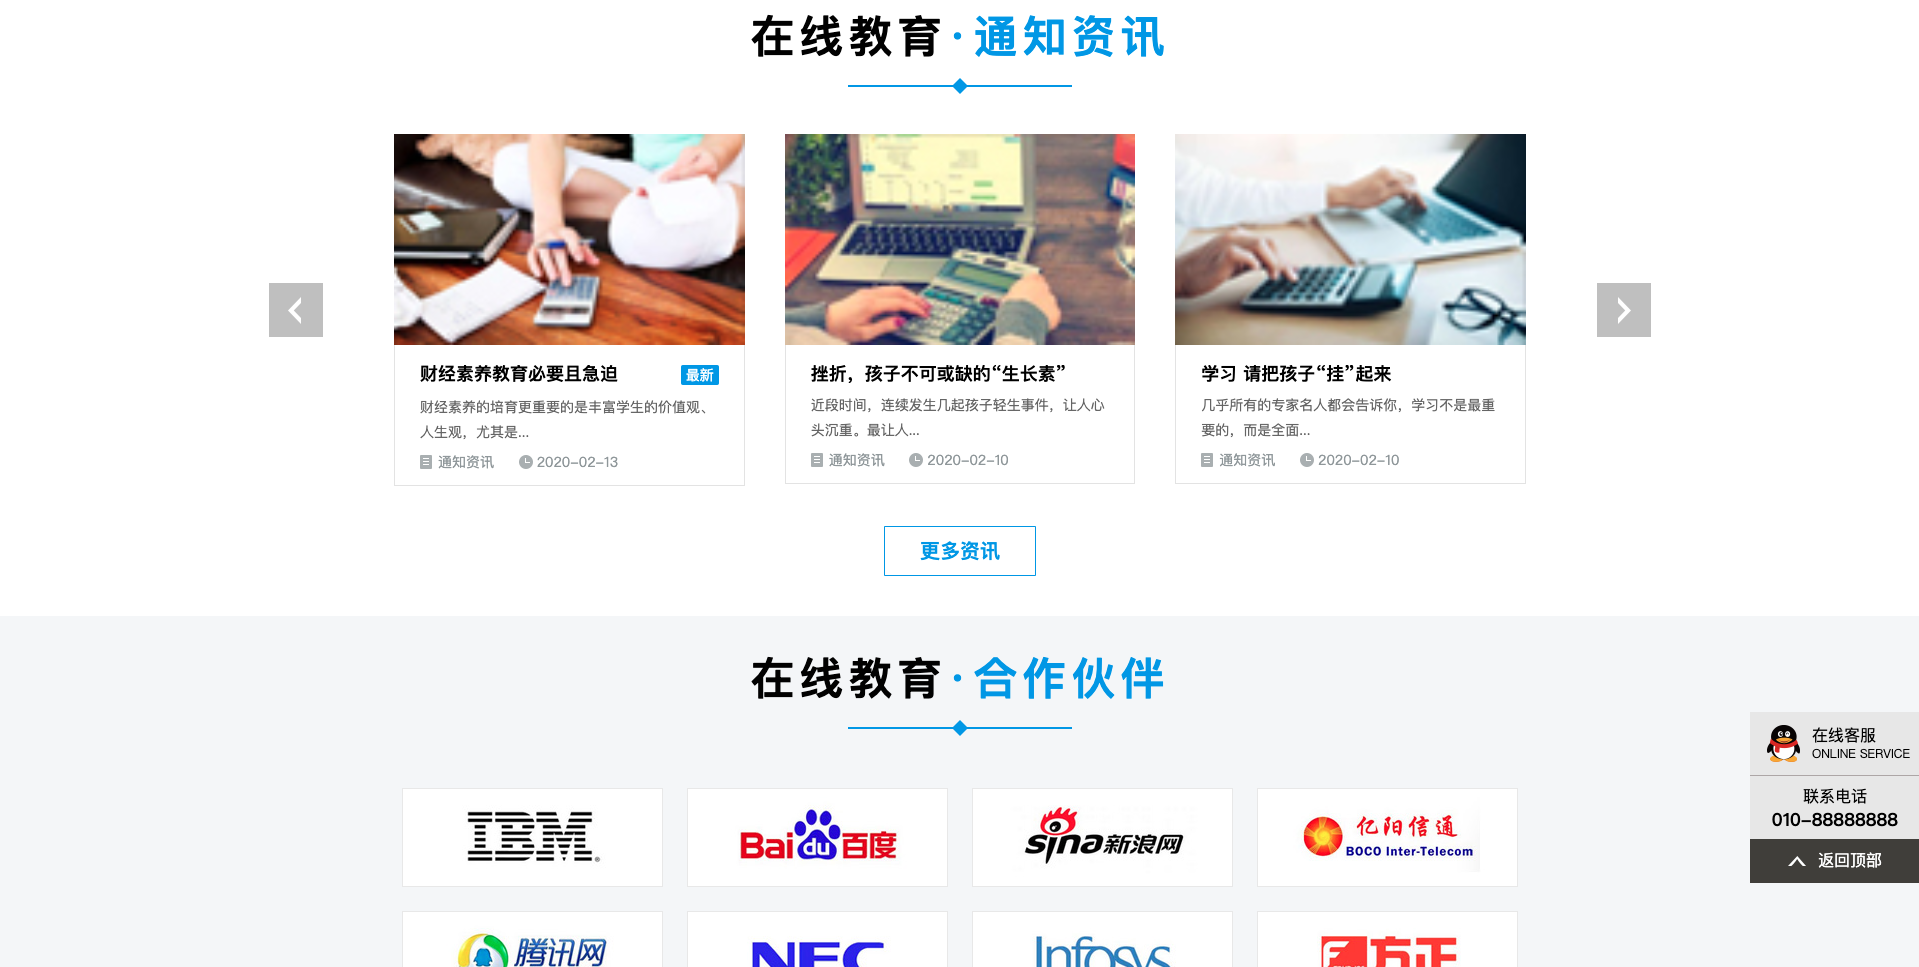 在线教育·通知资讯
财经素养教育必要且急迫 最新
财经素养的培育更重要的是丰富学生的价值观、
人生观，尤其是...
通知资讯 2020-02-13
挫折，孩子不可或缺的“生长素”
近段时间，连续发生几起孩子轻生事件，让人心
头沉重。最让人...
通知资讯 2020-02-10
学习 请把孩子“挂”起来
几乎所有的专家名人都会告诉你，学习不是最重
要的，而是全面...
通知资讯 2020-02-10
更多资讯
在线教育·合作伙伴
IBM
Bai du 百度
sina 新浪网
亿阳信通
BOCO Inter-Telecom
腾讯网
NEC
Infosys
方正
在线客服
ONLINE SERVICE
联系电话
010-88888888
返回顶部